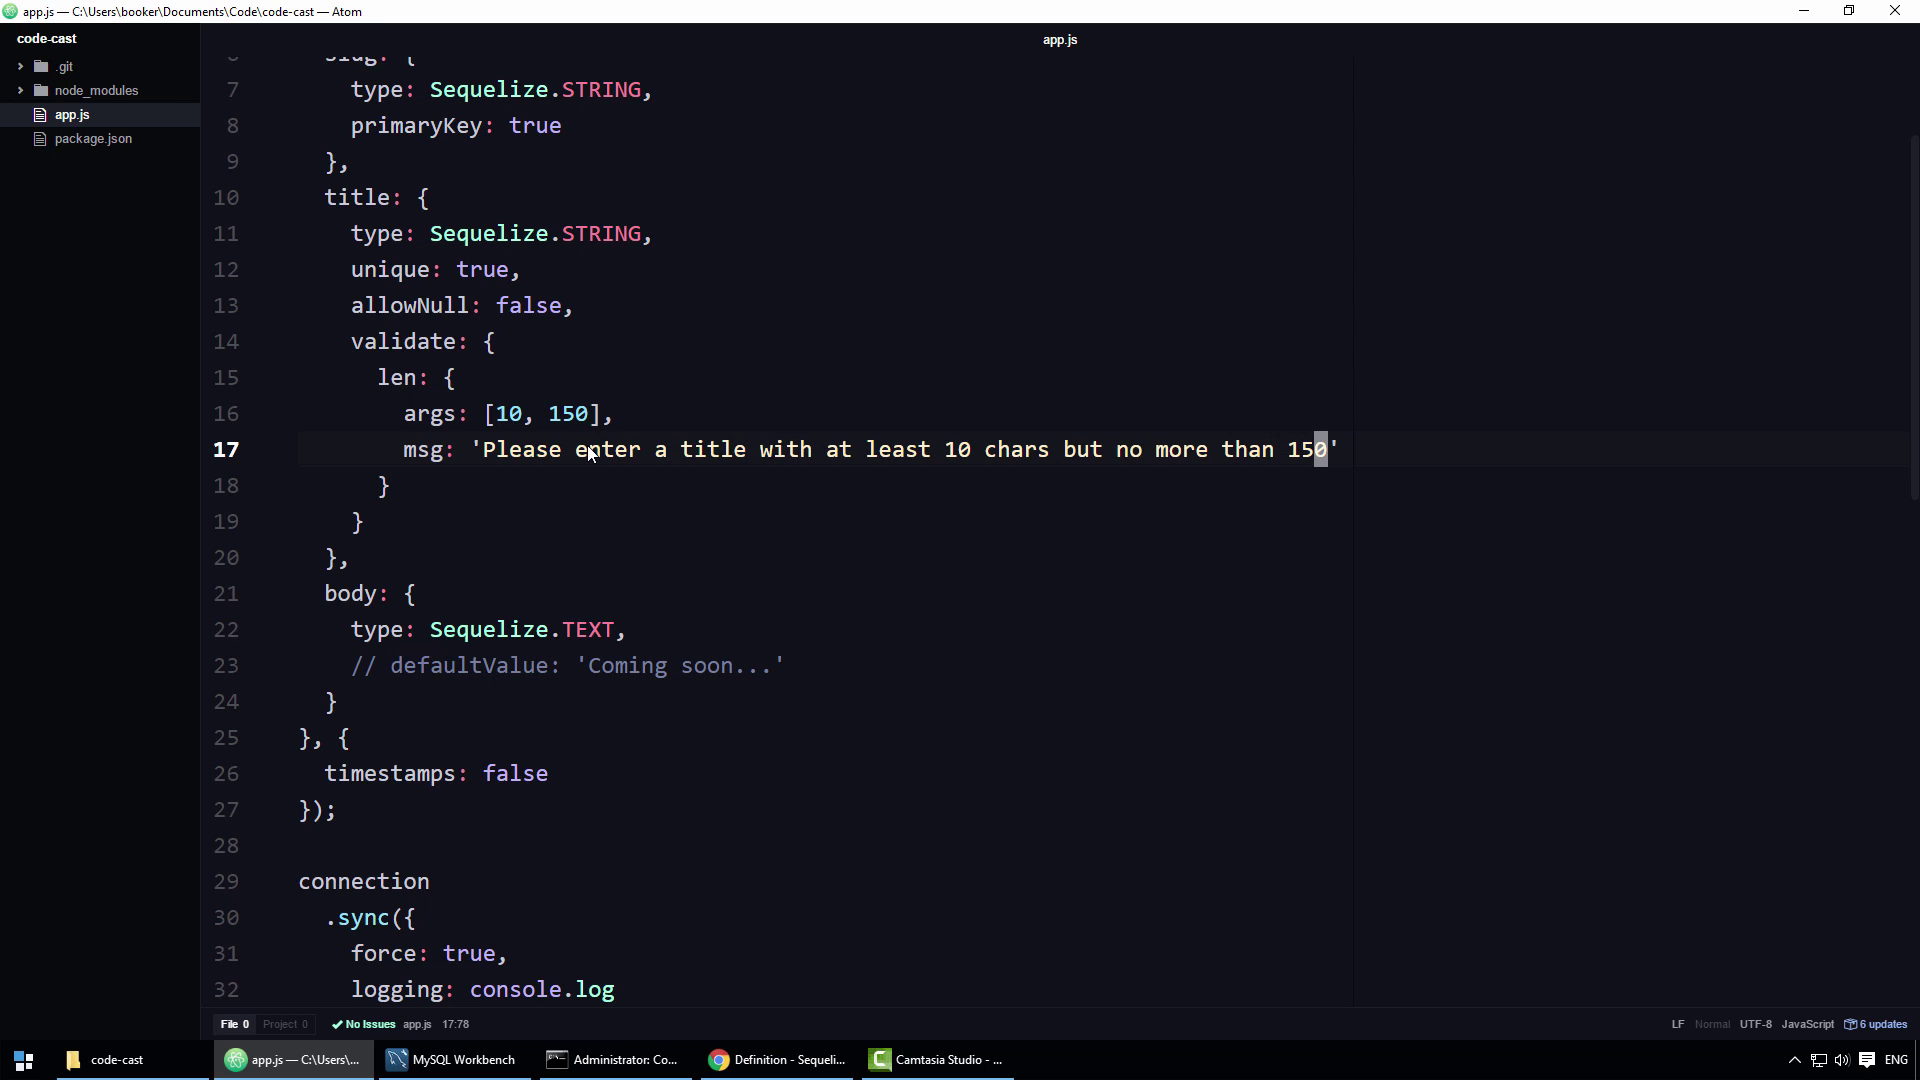 app.js — C:\Users\booker\Documents\Code\code-cast — Atom
code-cast
.git
node_modules
app.js
package.json
app.js
6 slug: {
7 type: Sequelize.STRING,
8 primaryKey: true
9 },
10 title: {
11 type: Sequelize.STRING,
12 unique: true,
13 allowNull: false,
14 validate: {
15 len: {
16 args: [10, 150],
17 msg: 'Please enter a title with at least 10 chars but no more than 150'
18 }
19 }
20 },
21 body: {
22 type: Sequelize.TEXT,
23 // defaultValue: 'Coming soon...'
24 }
25 }, {
26 timestamps: false
27 });
28
29 connection
30 .sync({
31 force: true,
32 logging: console.log
File 0 Project 0 No Issues app.js 17:78 LF Normal UTF-8 JavaScript 6 updates
code-cast app.js — C:\Users\... MySQL Workbench Administrator: Co... Definition - Sequeli... Camtasia Studio - ... ENG